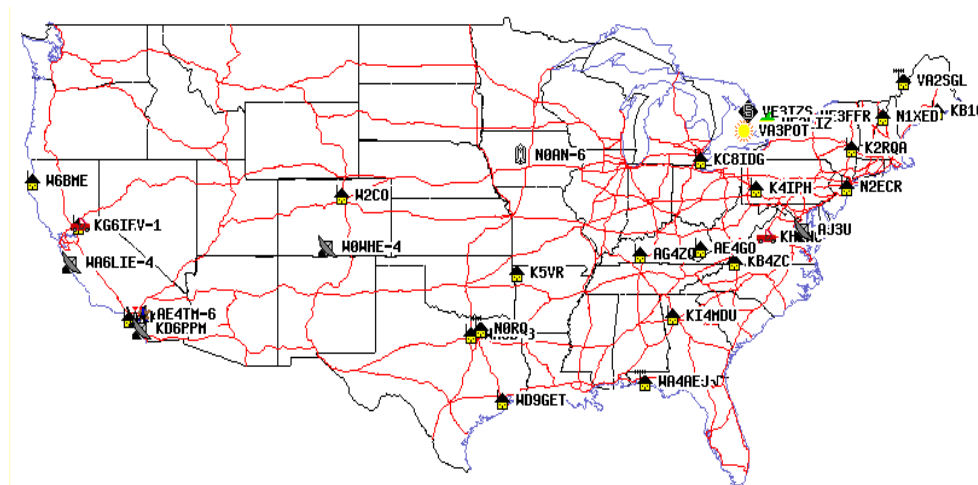 VA2SGL
N1XED
VE3TZS
VA3POT
N0AN-6
K2RQA
KC8IDG
W6BME
K4IPH
N2ECR
W2CO
KG6IFV-1
AJ3U
W0WHE-4
AE4GO
AG4ZQ
WA6LIE-4
KB4ZC
K5VR
AE4TM-6
KI4MDU
KD6PPM
N0RQ
WA4AEJ
WD9GET